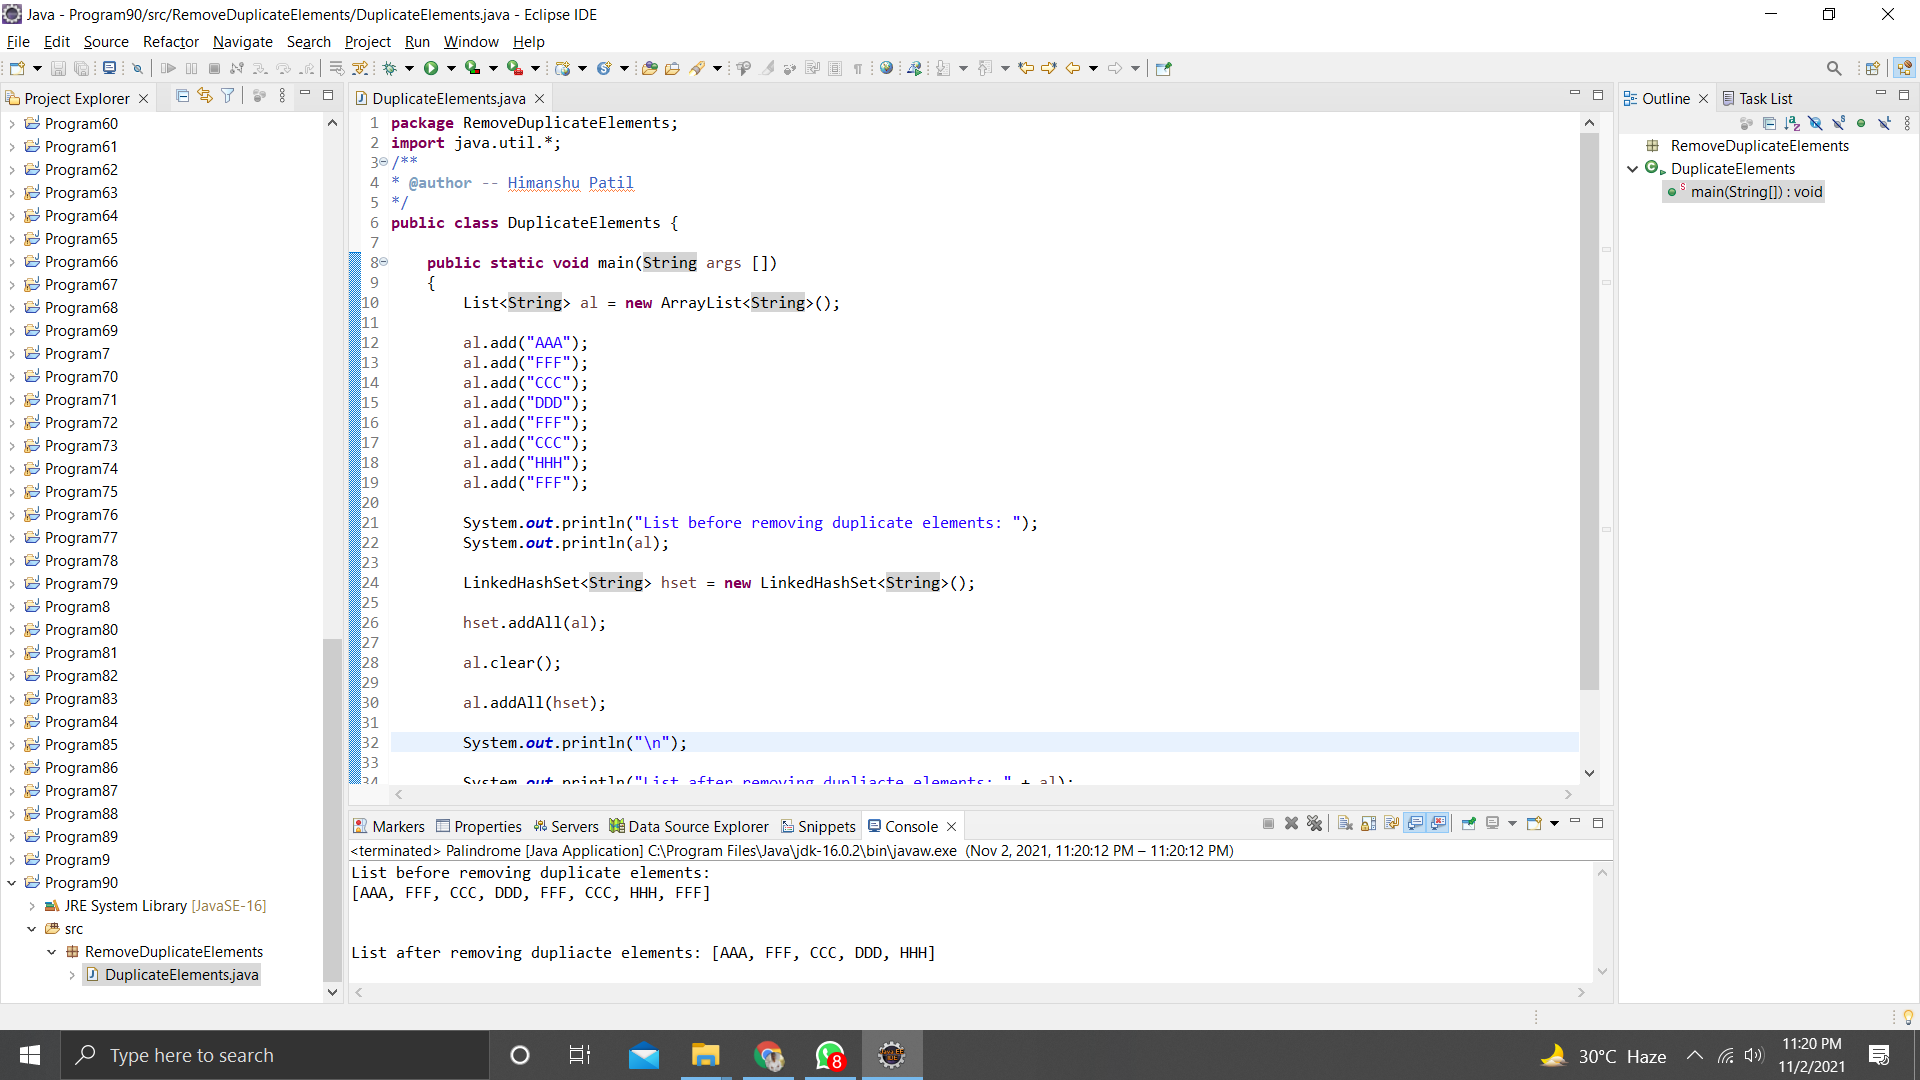 Java - Program90/src/RemoveDuplicateElements/DuplicateElements.java - Eclipse IDE
File Edit Source Refactor Navigate Search Project Run Window Help
Project Explorer
Program60
Program61
Program62
Program63
Program64
Program65
Program66
Program67
Program68
Program69
Program7
Program70
Program71
Program72
Program73
Program74
Program75
Program76
Program77
Program78
Program79
Program8
Program80
Program81
Program82
Program83
Program84
Program85
Program86
Program87
Program88
Program89
Program9
Program90
JRE System Library [JavaSE-16]
src
RemoveDuplicateElements
DuplicateElements.java
DuplicateElements.java
1 package RemoveDuplicateElements;
2 import java.util.*;
3 /**
4 * @author -- Himanshu Patil
5 */
6 public class DuplicateElements {
7
8 public static void main(String args [])
9 {
10 List<String> al = new ArrayList<String>();
11
12 al.add("AAA");
13 al.add("FFF");
14 al.add("CCC");
15 al.add("DDD");
16 al.add("FFF");
17 al.add("CCC");
18 al.add("HHH");
19 al.add("FFF");
20
21 System.out.println("List before removing duplicate elements: ");
22 System.out.println(al);
23
24 LinkedHashSet<String> hset = new LinkedHashSet<String>();
25
26 hset.addAll(al);
27
28 al.clear();
29
30 al.addAll(hset);
31
32 System.out.println("\n");
33
34 System.out.println("List after removing dupliacte elements: " + al);
Markers Properties Servers Data Source Explorer Snippets Console
<terminated> Palindrome [Java Application] C:\Program Files\Java\jdk-16.0.2\bin\javaw.exe (Nov 2, 2021, 11:20:12 PM – 11:20:12 PM)
List before removing duplicate elements:
[AAA, FFF, CCC, DDD, FFF, CCC, HHH, FFF]
List after removing dupliacte elements: [AAA, FFF, CCC, DDD, HHH]
Outline Task List
RemoveDuplicateElements
DuplicateElements
main(String[]) : void
Type here to search
8
30°C Haze
11:20 PM
11/2/2021